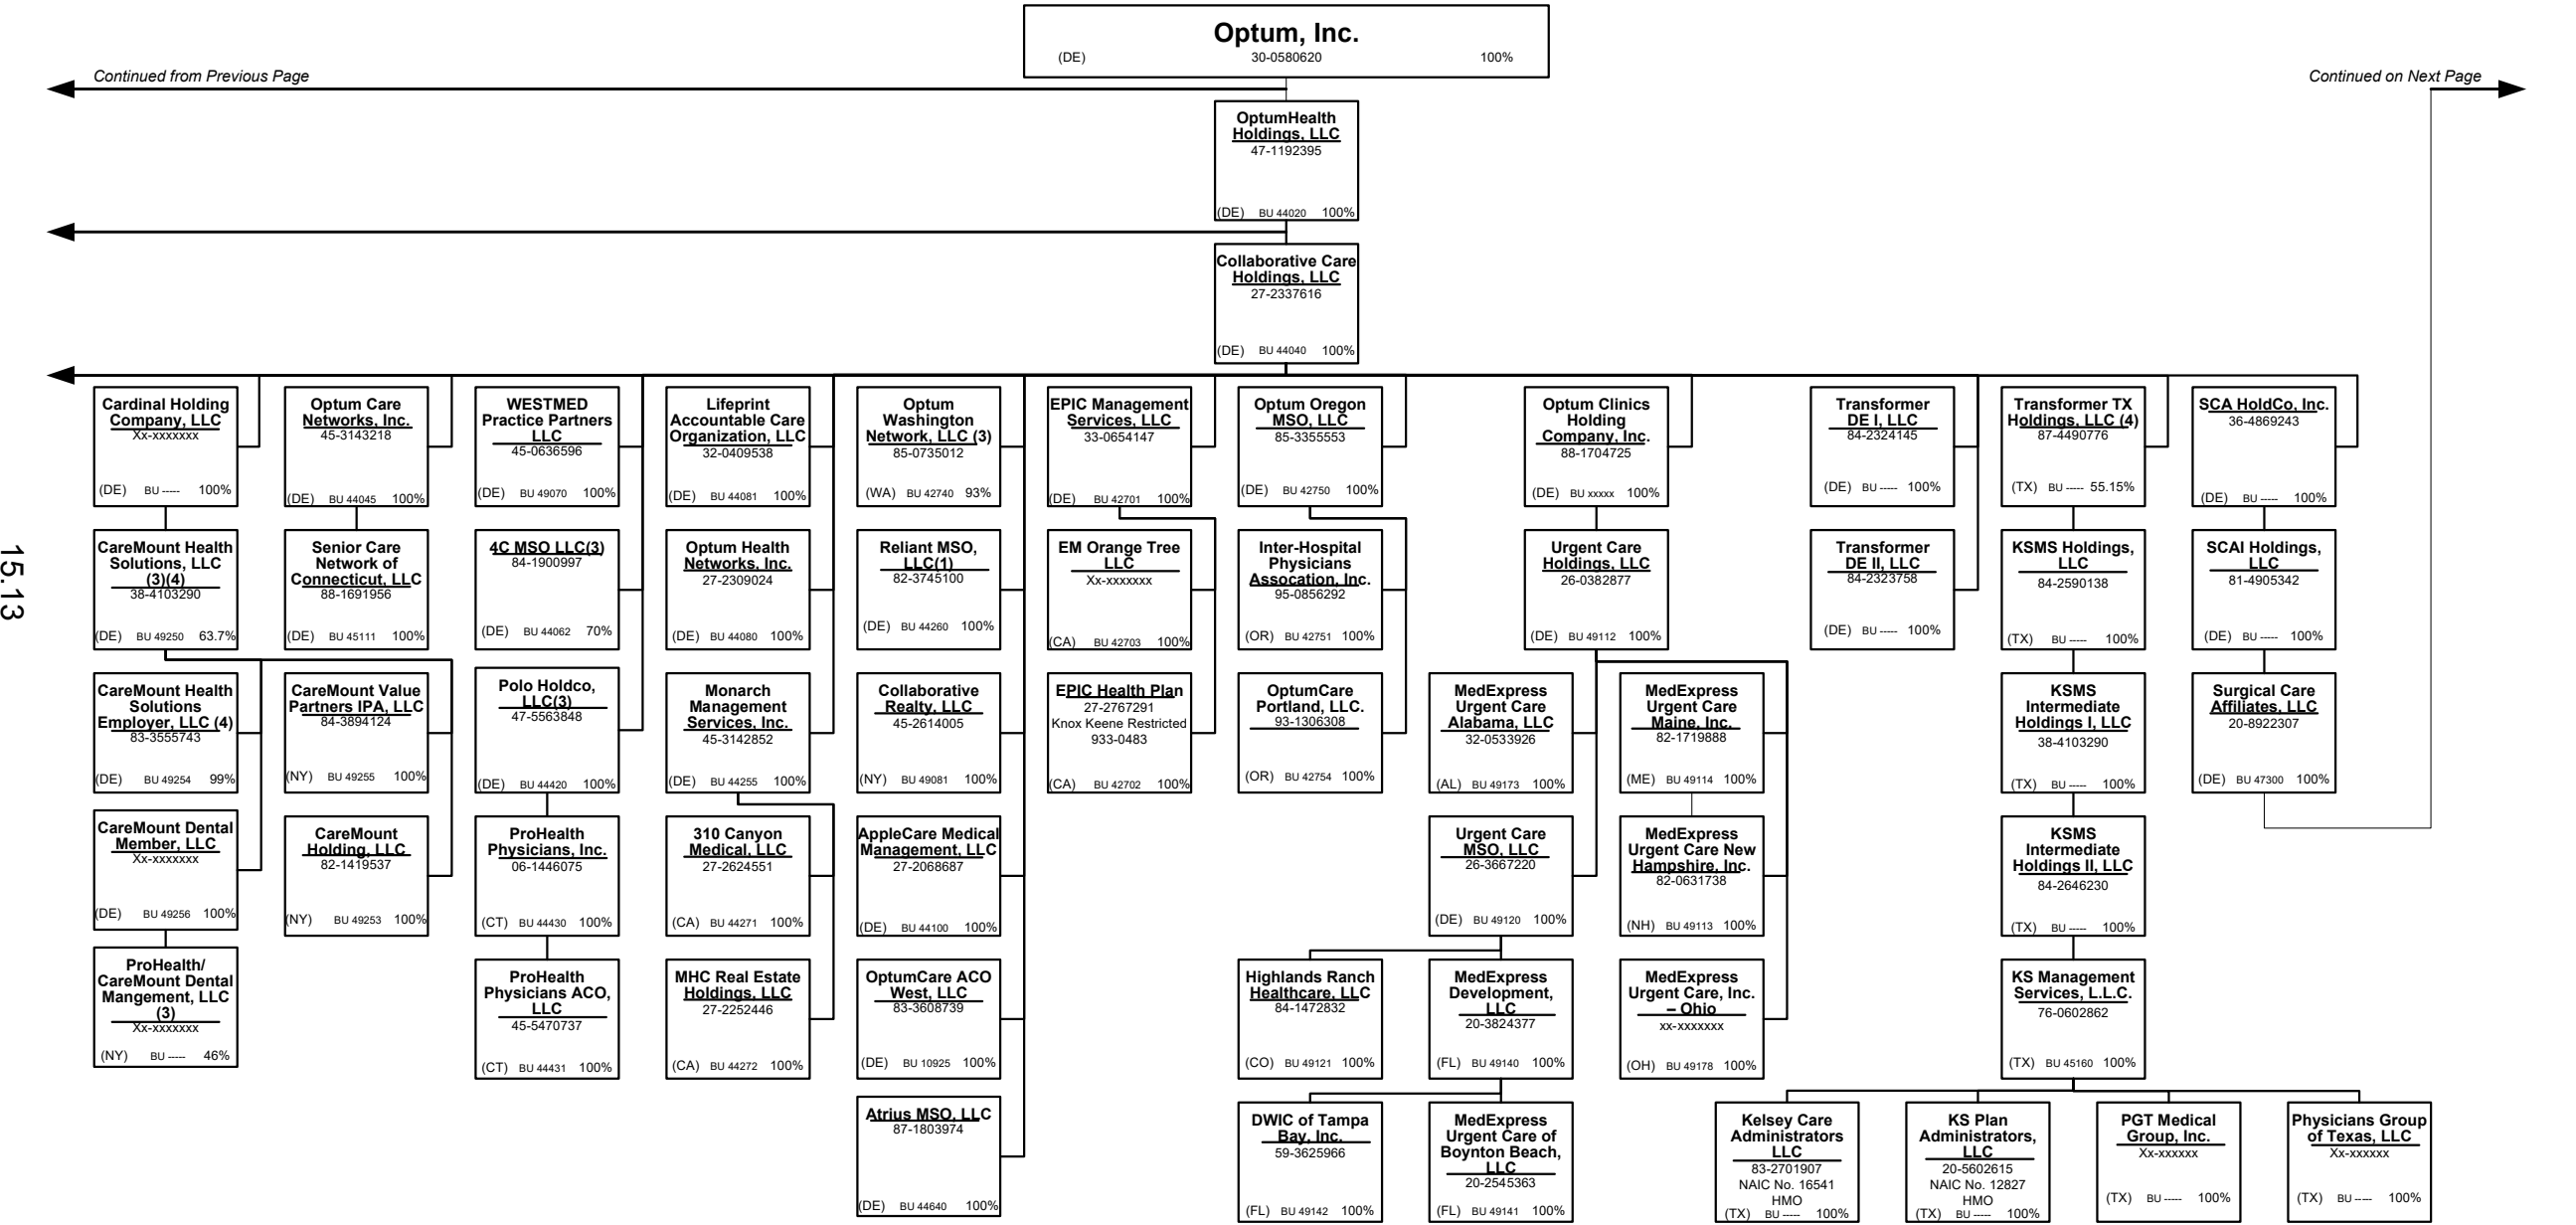 Optum, Inc.
(DE) 30-0580620 100%
Continued from Previous Page
Continued on Next Page
OptumHealth
Holdings, LLC
47-1192395
(DE) BU 44020 100%
Collaborative Care
Holdings, LLC
27-2337616
(DE) BU 44040 100%
Cardinal Holding
Company, LLC
Xx-xxxxxxx
(DE) BU ----- 100%
Optum Care
Networks, Inc.
45-3143218
(DE) BU 44045 100%
WESTMED
Practice Partners
LLC
45-0636596
(DE) BU 49070 100%
Lifeprint
Accountable Care
Organization, LLC
32-0409538
(DE) BU 44081 100%
Optum
Washington
Network, LLC (3)
85-0735012
(WA) BU 42740 93%
EPIC Management
Services, LLC
33-0654147
(DE) BU 42701 100%
Optum Oregon
MSO, LLC
85-3355553
(DE) BU 42750 100%
Optum Clinics
Holding
Company, Inc.
88-1704725
(DE) BU xxxxx 100%
Transformer
DE I, LLC
84-2324145
(DE) BU ----- 100%
Transformer TX
Holdings, LLC (4)
87-4490776
(TX) BU ----- 55.15%
SCA HoldCo, Inc.
36-4869243
(DE) BU ----- 100%
CareMount Health
Solutions, LLC
(3)(4)
38-4103290
(DE) BU 49250 63.7%
Senior Care
Network of
Connecticut, LLC
88-1691956
(DE) BU 45111 100%
4C MSO LLC(3)
84-1900997
(DE) BU 44062 70%
Optum Health
Networks, Inc.
27-2309024
(DE) BU 44080 100%
Reliant MSO,
LLC(1)
82-3745100
(DE) BU 44260 100%
EM Orange Tree
LLC
Xx-xxxxxxx
(CA) BU 42703 100%
Inter-Hospital
Physicians
Assocation, Inc.
95-0856292
(OR) BU 42751 100%
Urgent Care
Holdings, LLC
26-0382877
(DE) BU 49112 100%
Transformer
DE II, LLC
84-2323758
(DE) BU ----- 100%
KSMS Holdings,
LLC
84-2590138
(TX) BU ----- 100%
SCAI Holdings,
LLC
81-4905342
(DE) BU ----- 100%
15.13
CareMount Health
Solutions
Employer, LLC (4)
83-3555743
(DE) BU 49254 99%
CareMount Value
Partners IPA, LLC
84-3894124
(NY) BU 49255 100%
Polo Holdco,
LLC(3)
47-5563848
(DE) BU 44420 100%
Monarch
Management
Services, Inc.
45-3142852
(DE) BU 44255 100%
Collaborative
Realty, LLC
45-2614005
(NY) BU 49081 100%
EPIC Health Plan
27-2767291
Knox Keene Restricted
933-0483
(CA) BU 42702 100%
OptumCare
Portland, LLC.
93-1306308
(OR) BU 42754 100%
MedExpress
Urgent Care
Alabama, LLC
32-0533926
(AL) BU 49173 100%
MedExpress
Urgent Care
Maine, Inc.
82-1719888
(ME) BU 49114 100%
KSMS
Intermediate
Holdings I, LLC
38-4103290
(TX) BU ----- 100%
Surgical Care
Affiliates, LLC
20-8922307
(DE) BU 47300 100%
CareMount Dental
Member, LLC
Xx-xxxxxxx
(DE) BU 49256 100%
CareMount
Holding, LLC
82-1419537
(NY) BU 49253 100%
ProHealth
Physicians, Inc.
06-1446075
(CT) BU 44430 100%
310 Canyon
Medical, LLC
27-2624551
(CA) BU 44271 100%
AppleCare Medical
Management, LLC
27-2068687
(DE) BU 44100 100%
Urgent Care
MSO, LLC
26-3667220
(DE) BU 49120 100%
MedExpress
Urgent Care New
Hampshire, Inc.
82-0631738
(NH) BU 49113 100%
KSMS
Intermediate
Holdings II, LLC
84-2646230
(TX) BU ----- 100%
ProHealth/
CareMount Dental
Mangement, LLC
(3)
Xx-xxxxxxx
(NY) BU ----- 46%
ProHealth
Physicians ACO,
LLC
45-5470737
(CT) BU 44431 100%
MHC Real Estate
Holdings, LLC
27-2252446
(CA) BU 44272 100%
OptumCare ACO
West, LLC
83-3608739
(DE) BU 10925 100%
Highlands Ranch
Healthcare, LLC
84-1472832
(CO) BU 49121 100%
MedExpress
Development,
LLC
20-3824377
(FL) BU 49140 100%
MedExpress
Urgent Care, Inc.
– Ohio
xx-xxxxxxx
(OH) BU 49178 100%
KS Management
Services, L.L.C.
76-0602862
(TX) BU 45160 100%
Atrius MSO, LLC
87-1803974
(DE) BU 44640 100%
DWIC of Tampa
Bay, Inc.
59-3625966
(FL) BU 49142 100%
MedExpress
Urgent Care of
Boynton Beach,
LLC
20-2545363
(FL) BU 49141 100%
Kelsey Care
Administrators
LLC
83-2701907
NAIC No. 16541
HMO
(TX) BU ----- 100%
KS Plan
Administrators,
LLC
20-5602615
NAIC No. 12827
HMO
(TX) BU ----- 100%
PGT Medical
Group, Inc.
Xx-xxxxxx
(TX) BU ----- 100%
Physicians Group
of Texas, LLC
Xx-xxxxxx
(TX) BU ----- 100%